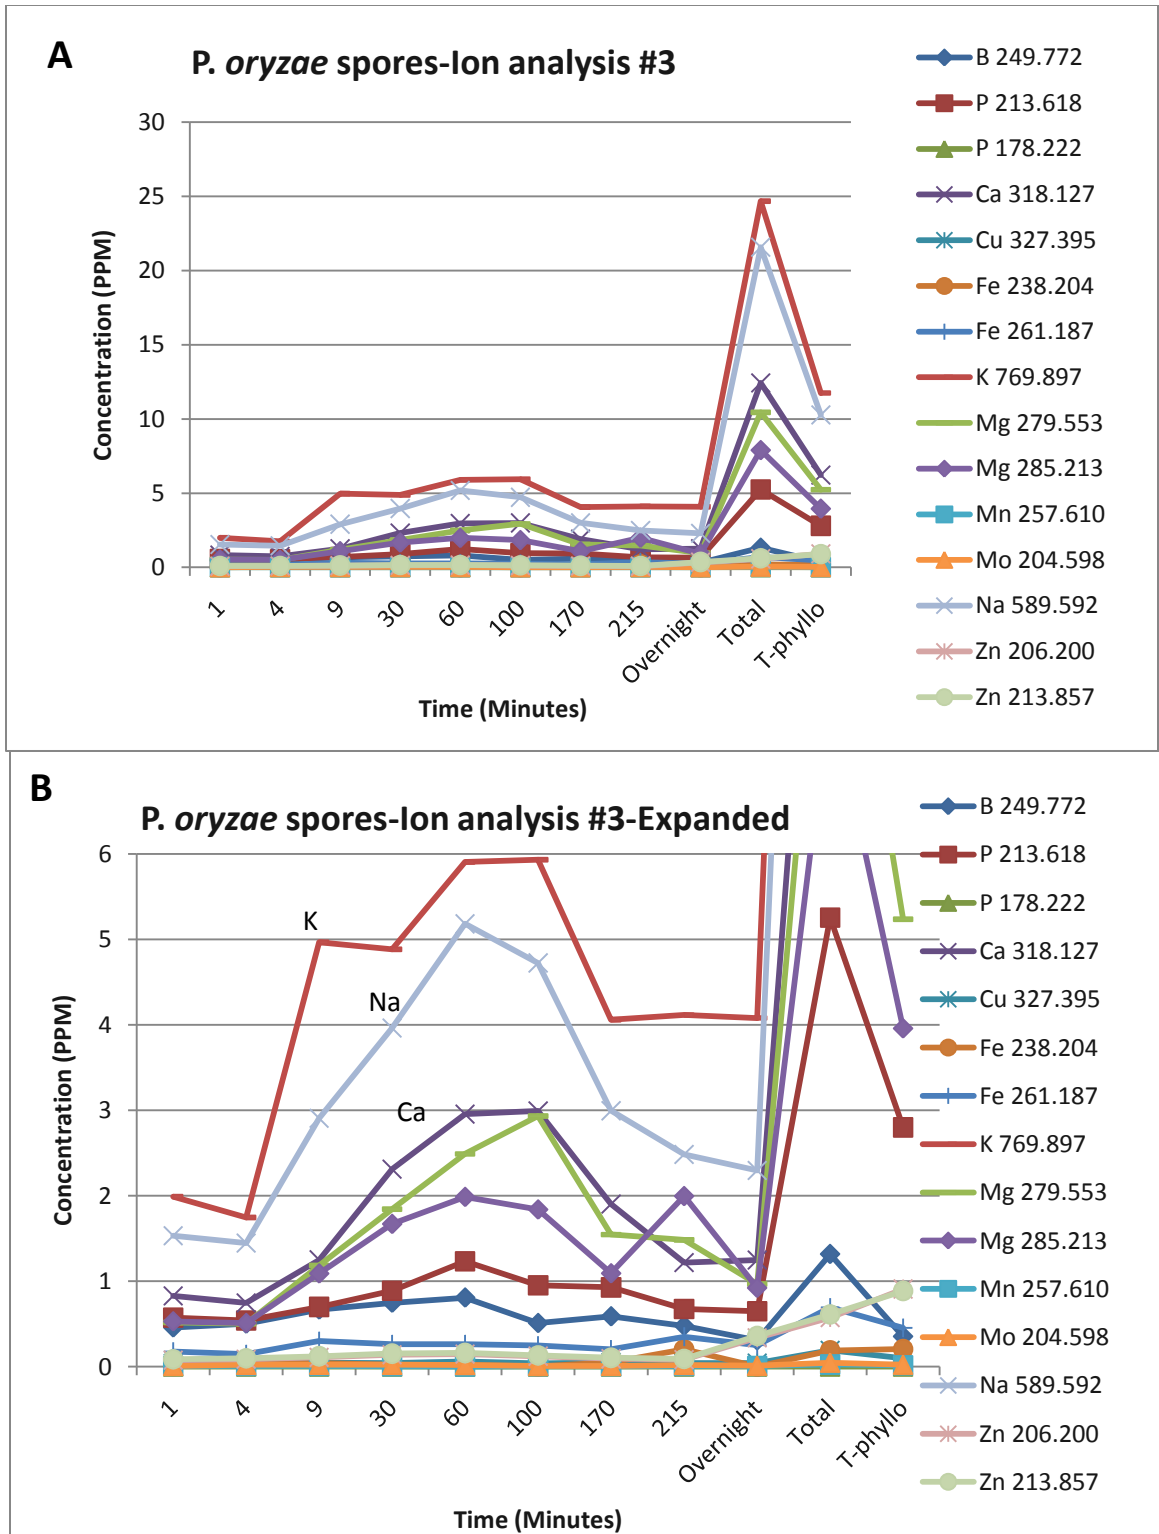 A
P. oryzae spores-Ion analysis #3
30
25
20
15
10
5
0
Concentration (PPM)
1 4 9 30 60 100 170 215 Overnight Total T-phyllo
Time (Minutes)
B 249.772
P 213.618
P 178.222
Ca 318.127
Cu 327.395
Fe 238.204
Fe 261.187
K 769.897
Mg 279.553
Mg 285.213
Mn 257.610
Mo 204.598
Na 589.592
Zn 206.200
Zn 213.857
B
P. oryzae spores-Ion analysis #3-Expanded
6
5
4
3
2
1
0
Concentration (PPM)
K
Na
Ca
1 4 9 30 60 100 170 215 Overnight Total T-phyllo
Time (Minutes)
B 249.772
P 213.618
P 178.222
Ca 318.127
Cu 327.395
Fe 238.204
Fe 261.187
K 769.897
Mg 279.553
Mg 285.213
Mn 257.610
Mo 204.598
Na 589.592
Zn 206.200
Zn 213.857